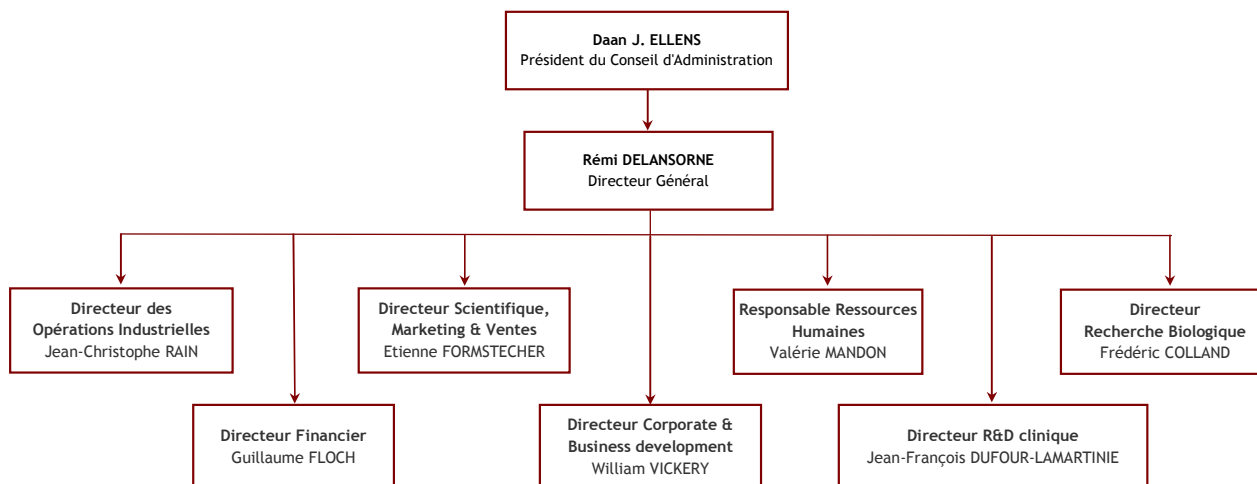 Daan J. ELLENS
Président du Conseil d'Administration
Rémi DELANSORNE
Directeur Général
Directeur des
Opérations Industrielles
Jean-Christophe RAIN
Directeur Scientifique,
Marketing & Ventes
Etienne FORMSTECHER
Responsable Ressources
Humaines
Valérie MANDON
Directeur
Recherche Biologique
Frédéric COLLAND
Directeur Financier
Guillaume FLOCH
Directeur Corporate &
Business development
William VICKERY
Directeur R&D clinique
Jean-François DUFOUR-LAMARTINIE